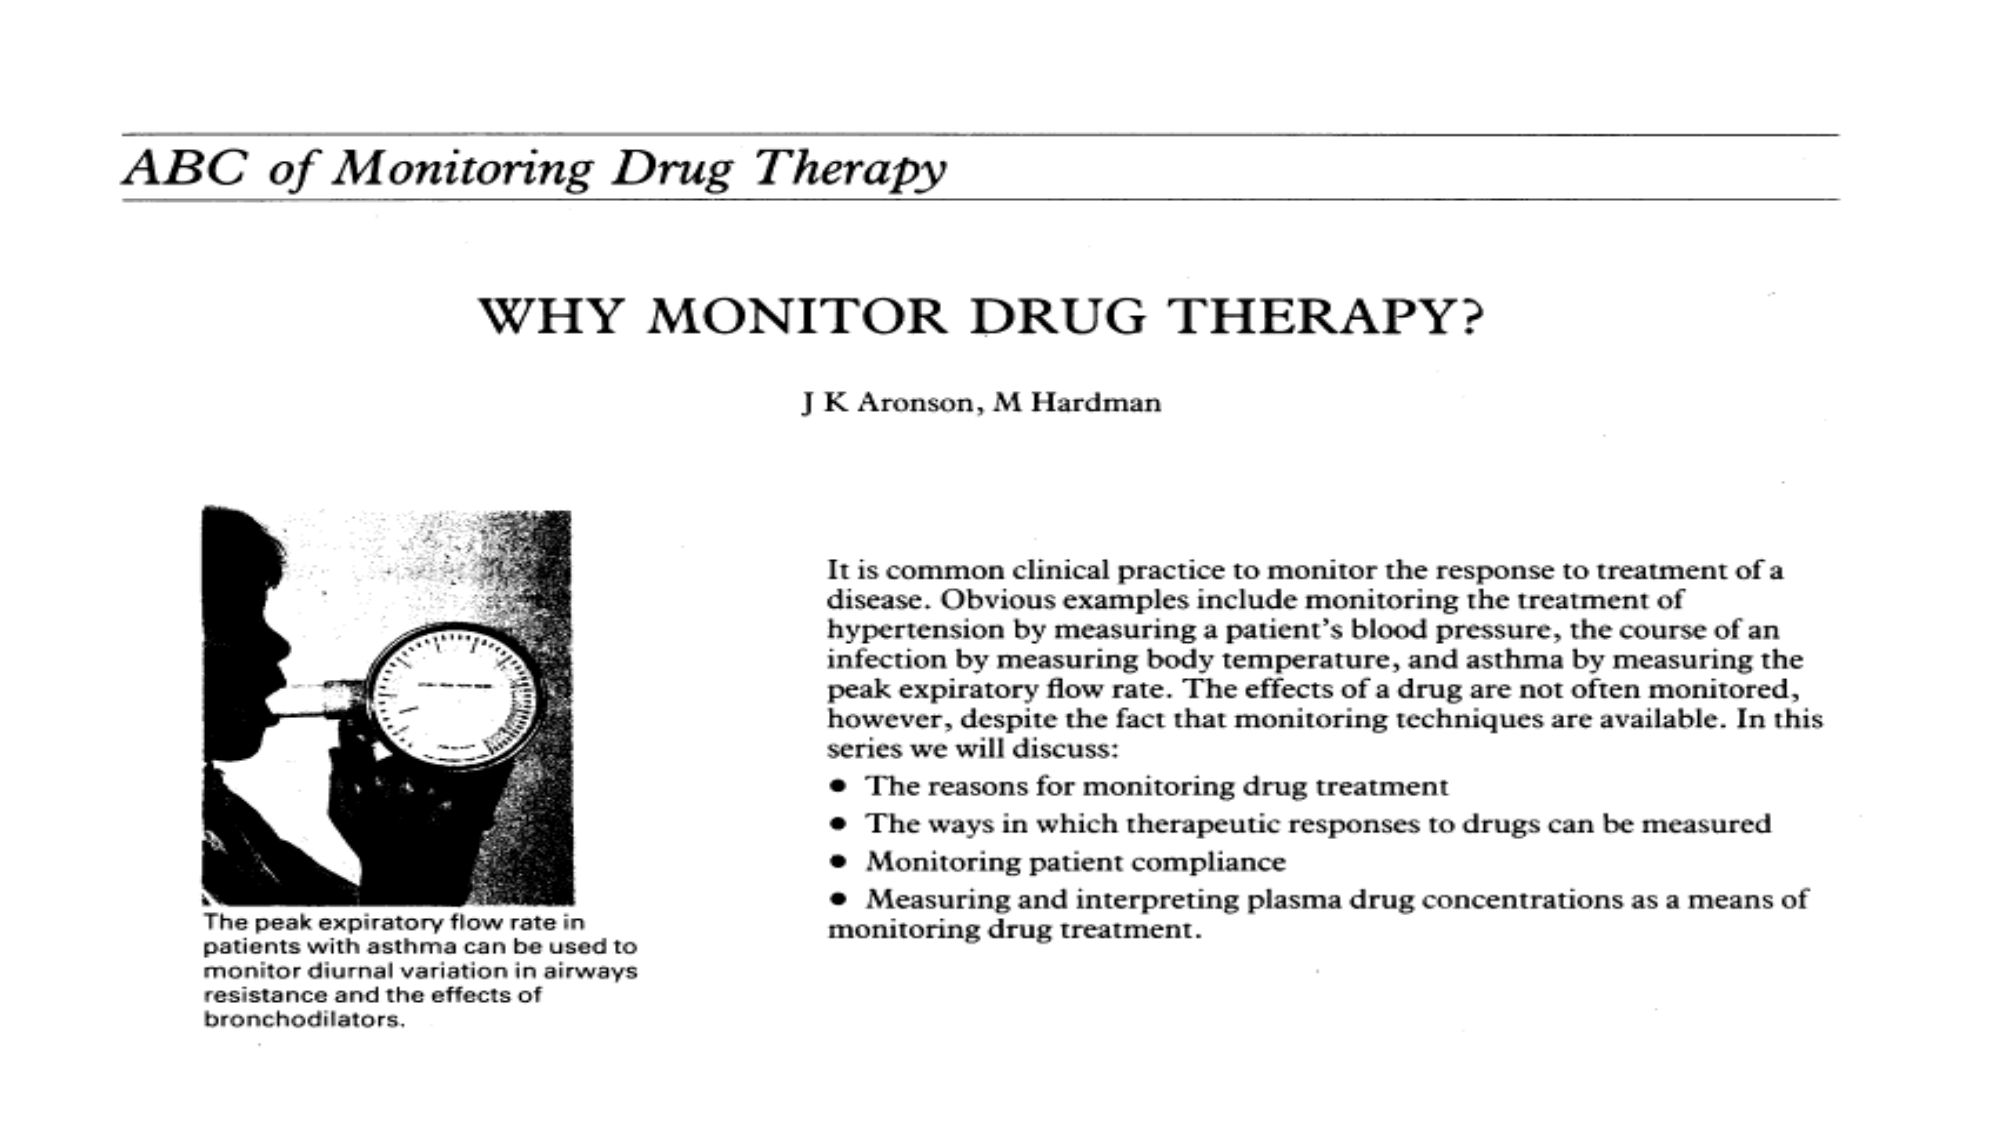 ABC of Monitoring Drug Therapy
WHY MONITOR DRUG THERAPY?
J K Aronson, M Hardman
The peak expiratory flow rate in
patients with asthma can be used to
monitor diurnal variation in airways
resistance and the effects of
bronchodilators.
It is common clinical practice to monitor the response to treatment of a
disease. Obvious examples include monitoring the treatment of
hypertension by measuring a patient's blood pressure, the course of an
infection by measuring body temperature, and asthma by measuring the
peak expiratory flow rate. The effects of a drug are not often monitored,
however, despite the fact that monitoring techniques are available. In this
series we will discuss:
● The reasons for monitoring drug treatment
● The ways in which therapeutic responses to drugs can be measured
● Monitoring patient compliance
● Measuring and interpreting plasma drug concentrations as a means of
monitoring drug treatment.